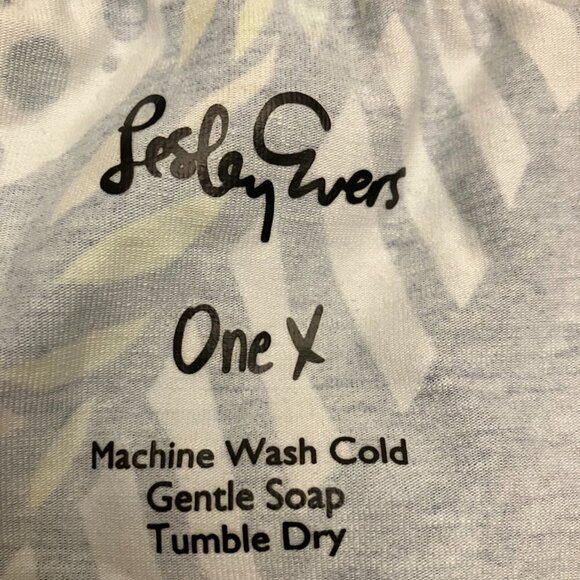 Lesley Evers
One X
Machine Wash Cold
Gentle Soap
Tumble Dry